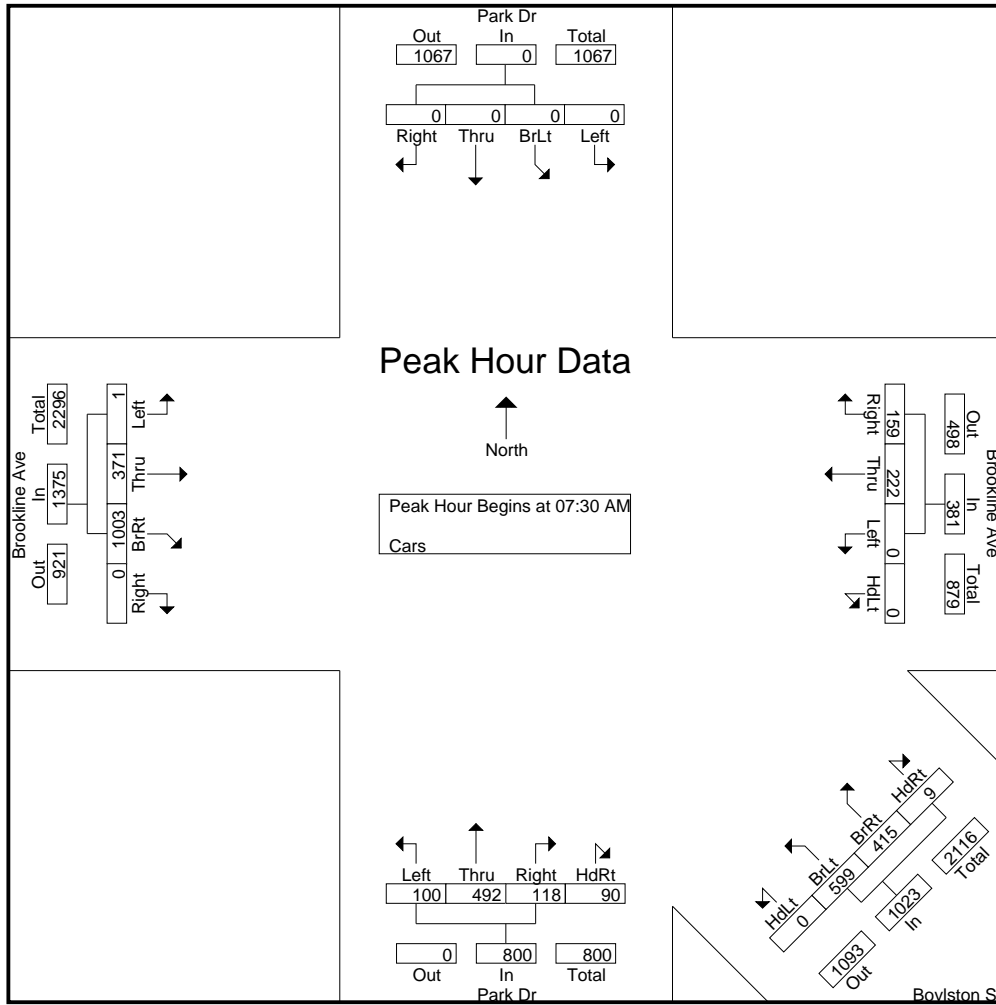 Park Dr
Out In Total
1067 0 1067
0 0 0 0
Right Thru BrLt Left
Peak Hour Data
North
Peak Hour Begins at 07:30 AM
Cars
Brookline Ave
Total In Out
2296 1375 921
1 371 1003 0
Left Thru BrRt Right
Right Thru Left HdLt
159 222 0 0
Out In Total
498 381 879
Brookline Ave
HdRt BrRt BrLt HdLt
9 415 599 0
2116 1023 1093
Total In Out
Boylston S
Left Thru Right HdRt
100 492 118 90
0 800 800
Out In Total
Park Dr